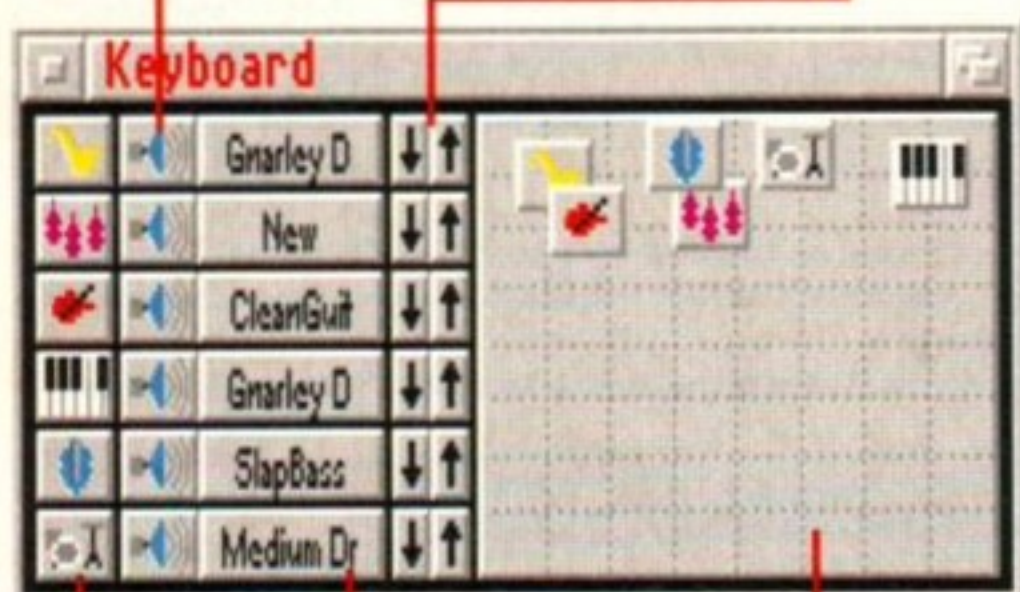 Keyboard
Gnarley D
New
CleanGuit
Gnarley D
SlapBass
Medium Dr